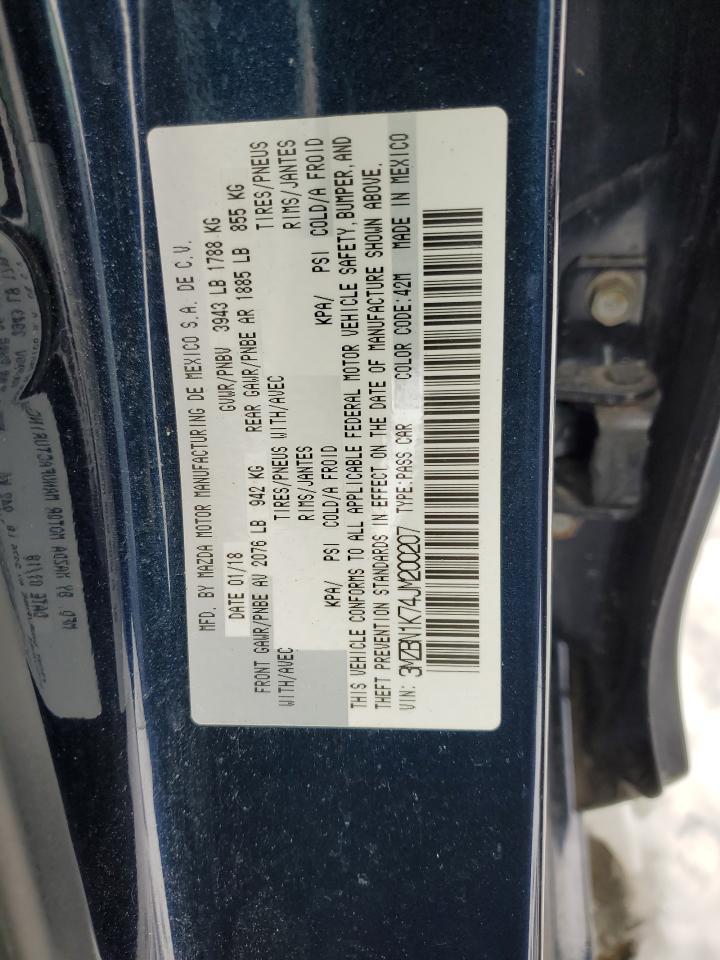 MFD. BY MAZDA MOTOR MANUFACTURING DE MEXICO S.A. DE C.V.
DATE 01/18 GVWR/PNBV 3943 LB 1788 KG
FRONT GAWR/PNBE AV 2076 LB 942 KG REAR GAWR/PNBE AR 1885 LB 855 KG
WITH/AVEC TIRES/PNEUS WITH/AVEC TIRES/PNEUS
RIMS/JANTES RIMS/JANTES
KPA/ PSI COLD/A FROID KPA/ PSI COLD/A FROID
THIS VEHICLE CONFORMS TO ALL APPLICABLE FEDERAL MOTOR VEHICLE SAFETY, BUMPER, AND
THEFT PREVENTION STANDARDS IN EFFECT ON THE DATE OF MANUFACTURE SHOWN ABOVE.
VIN: 3MZBN1K74JM200207 TYPE:PASS CAR COLOR CODE:42M MADE IN MEXICO